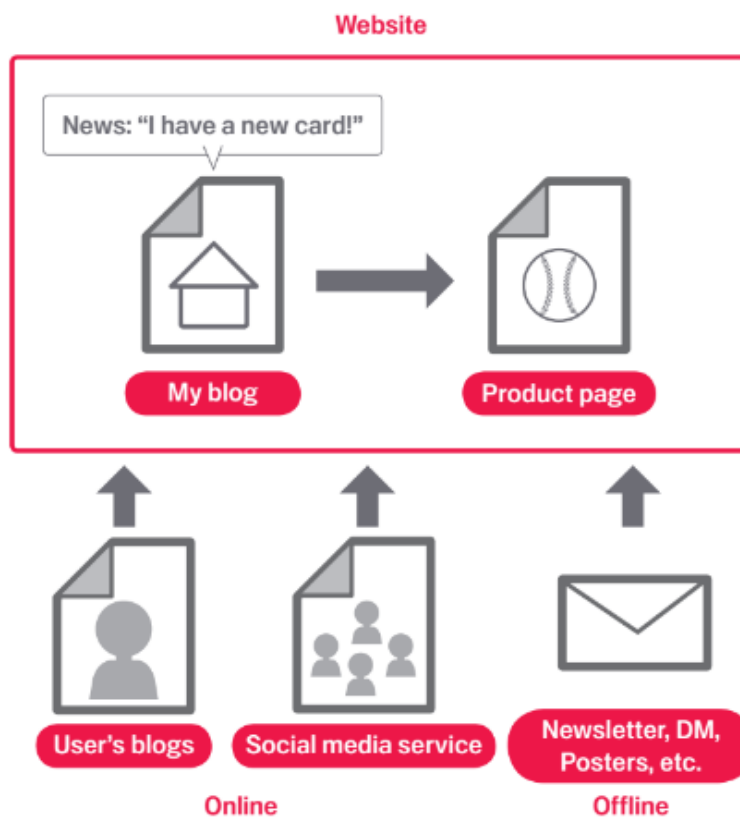 Website
News: “I have a new card!”
My blog
Product page
User's blogs
Social media service
Newsletter, DM,
Posters, etc.
Online
Offline